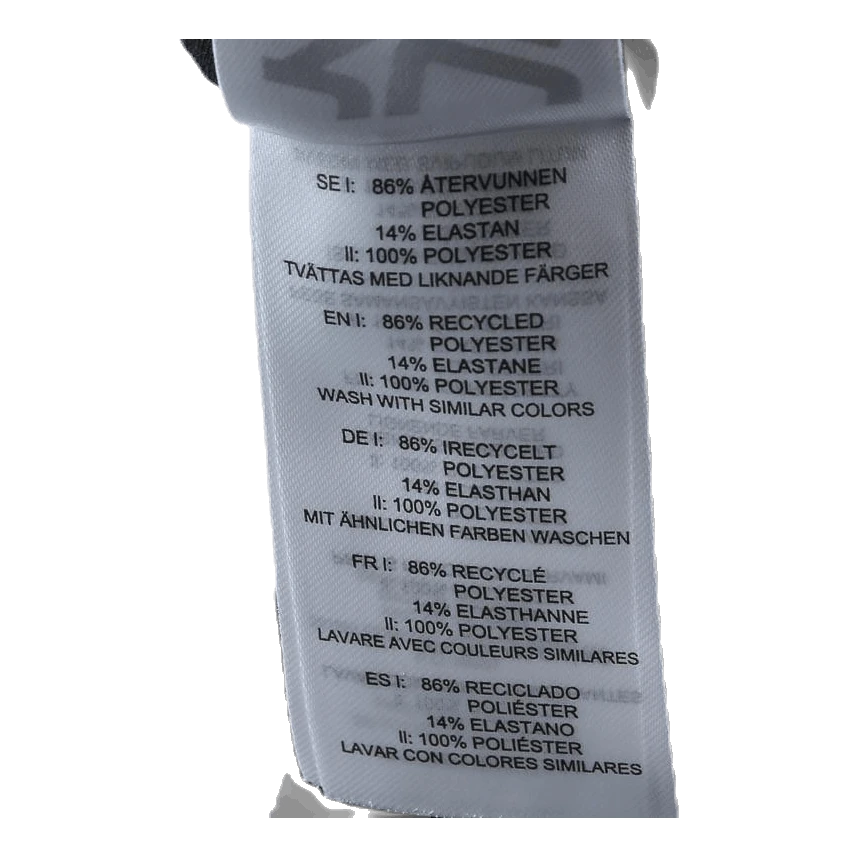 SE I: 86% ÅTERVUNNEN
POLYESTER
14% ELASTAN
II: 100% POLYESTER
TVÄTTAS MED LIKNANDE FÄRGER
EN I: 86% RECYCLED
POLYESTER
14% ELASTANE
II: 100% POLYESTER
WASH WITH SIMILAR COLORS
DE I: 86% IRECYCELT
POLYESTER
14% ELASTHAN
II: 100% POLYESTER
MIT ÄHNLICHEN FARBEN WASCHEN
FR I: 86% RECYCLÉ
POLYESTER
14% ELASTHANNE
II: 100% POLYESTER
LAVARE AVEC COULEURS SIMILARES
ES I: 86% RECICLADO
POLIÉSTER
14% ELASTANO
II: 100% POLIÉSTER
LAVAR CON COLORES SIMILARES